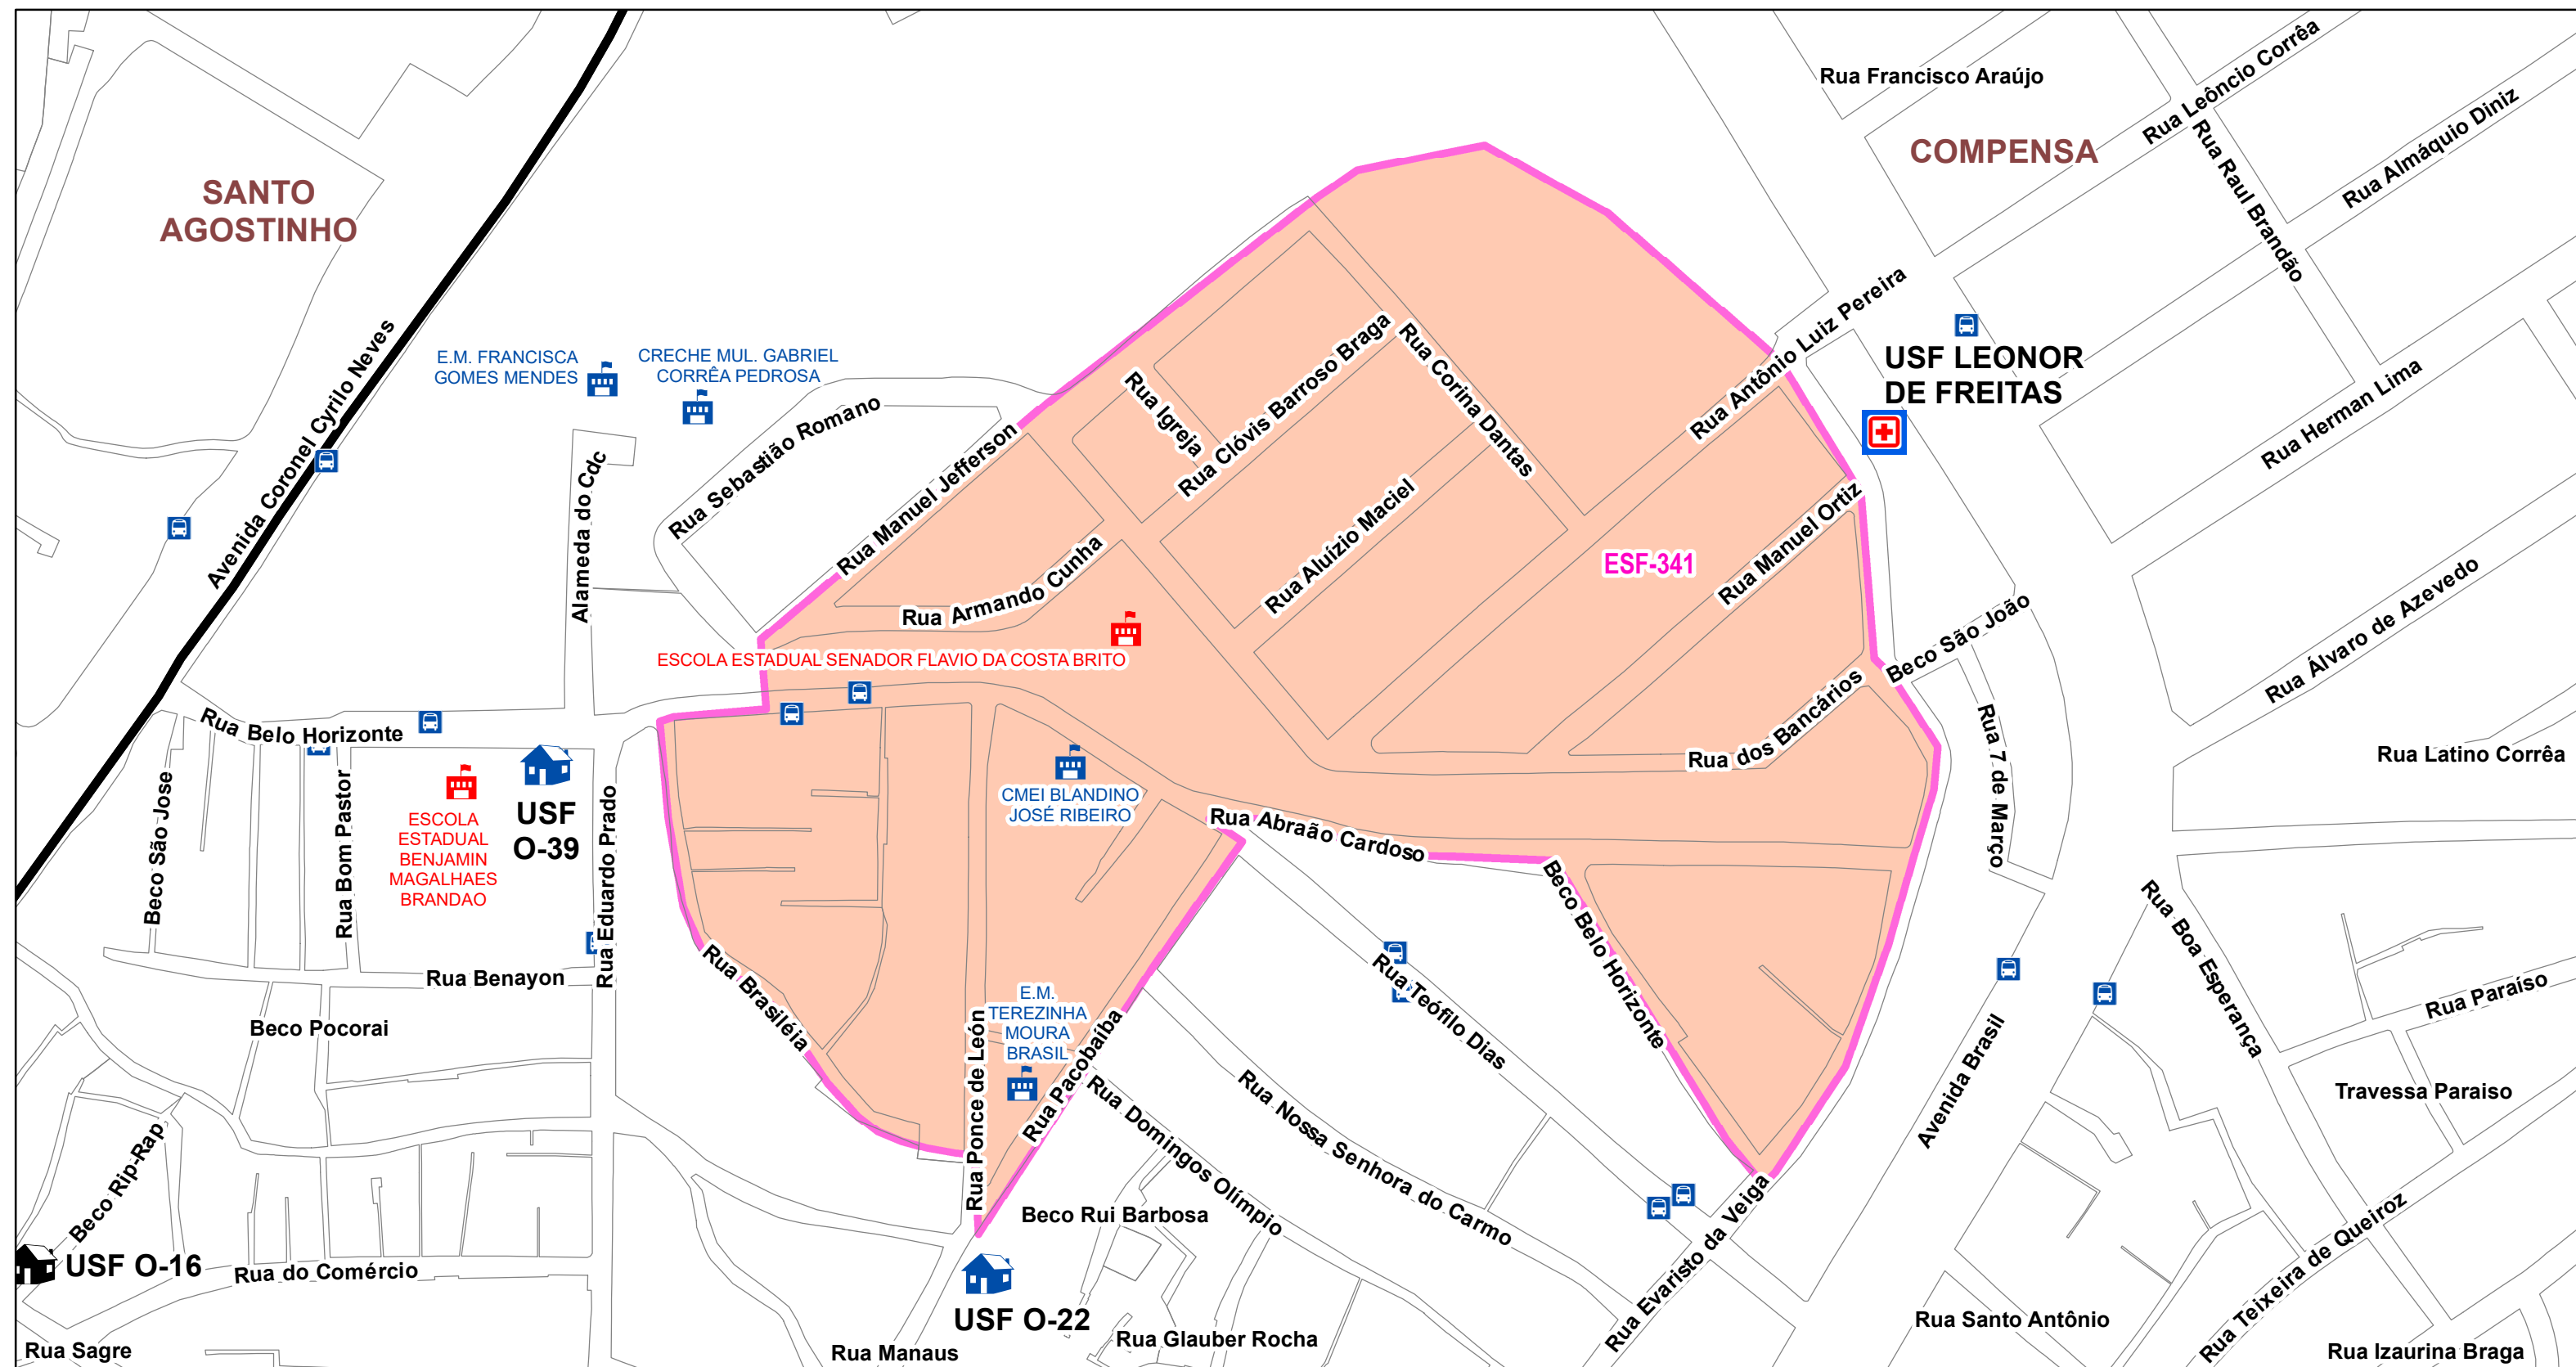 Rua Francisco Araújo
Rua Leôncio Corrêa
COMPENSA
Rua Almáquio Diniz
Rua Raul Brandão
SANTO
AGOSTINHO
Avenida Coronel Cyrilo Neves
E.M. FRANCISCA
GOMES MENDES
CRECHE MUL. GABRIEL
CORRÊA PEDROSA
Rua Sebastião Romano
Rua Manuel Jefferson
Rua Igreja
Rua Clóvis Barroso Braga
Rua Corina Dantas
Rua Antônio Luiz Pereira
USF LEONOR
DE FREITAS
Rua Herman Lima
Alameda do Cdc
Rua Armando Cunha
Rua Aluízio Maciel
ESF-341
Rua Manuel Ortiz
Beco São João
Rua Álvaro de Azevedo
ESCOLA ESTADUAL SENADOR FLAVIO DA COSTA BRITO
Rua Belo Horizonte
Rua dos Bancários
Rua 7 de Março
Rua Latino Corrêa
Beco São Jose
Rua Bom Pastor
ESCOLA
ESTADUAL
BENJAMIN
MAGALHAES
BRANDAO
USF
O-39
Rua Eduardo Prado
CMEI BLANDINO
JOSÉ RIBEIRO
Rua Abraão Cardoso
Beco Belo Horizonte
Rua Boa Esperança
Rua Benayon
Rua Brasiléia
Rua Teófilo Dias
Rua Paraíso
Beco Pocorai
E.M.
TEREZINHA
MOURA
BRASIL
Rua Ponce de León
Rua Pacobaíba
Avenida Brasil
Travessa Paraiso
Rua Domingos Olímpio
Rua Nossa Senhora do Carmo
Beco Rip-Rap
Beco Rui Barbosa
Rua Evaristo da Veiga
Rua Teixeira de Queiroz
USF O-16
Rua do Comércio
USF O-22
Rua Santo Antônio
Rua Sagre
Rua Manaus
Rua Glauber Rocha
Rua Izaurina Braga